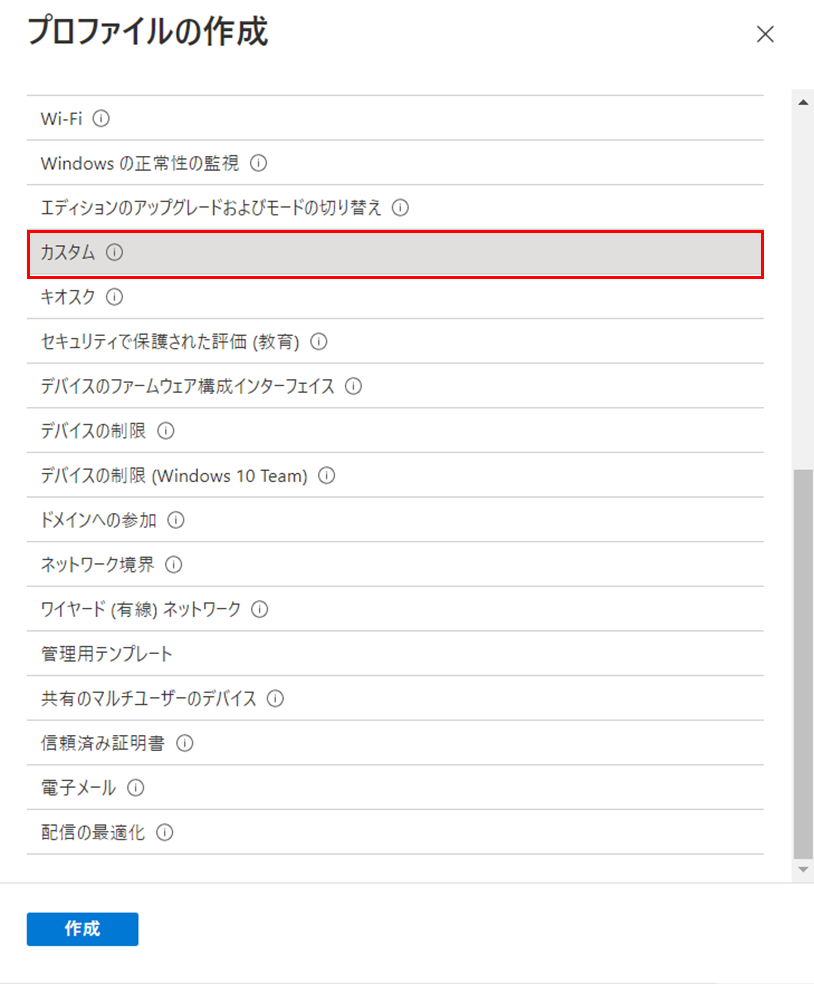 プロファイルの作成
Wi-Fi
Windows の正常性の監視
エディションのアップグレードおよびモードの切り替え
カスタム
キオスク
セキュリティで保護された評価 (教育)
デバイスのファームウェア構成インターフェイス
デバイスの制限
デバイスの制限 (Windows 10 Team)
ドメインへの参加
ネットワーク境界
ワイヤード (有線) ネットワーク
管理用テンプレート
共有のマルチユーザーのデバイス
信頼済み証明書
電子メール
配信の最適化
作成